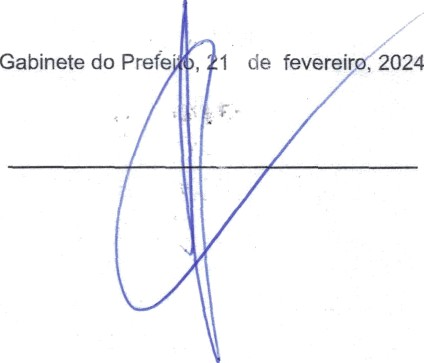 Gabinete do Prefeito, 21 de fevereiro, 2024